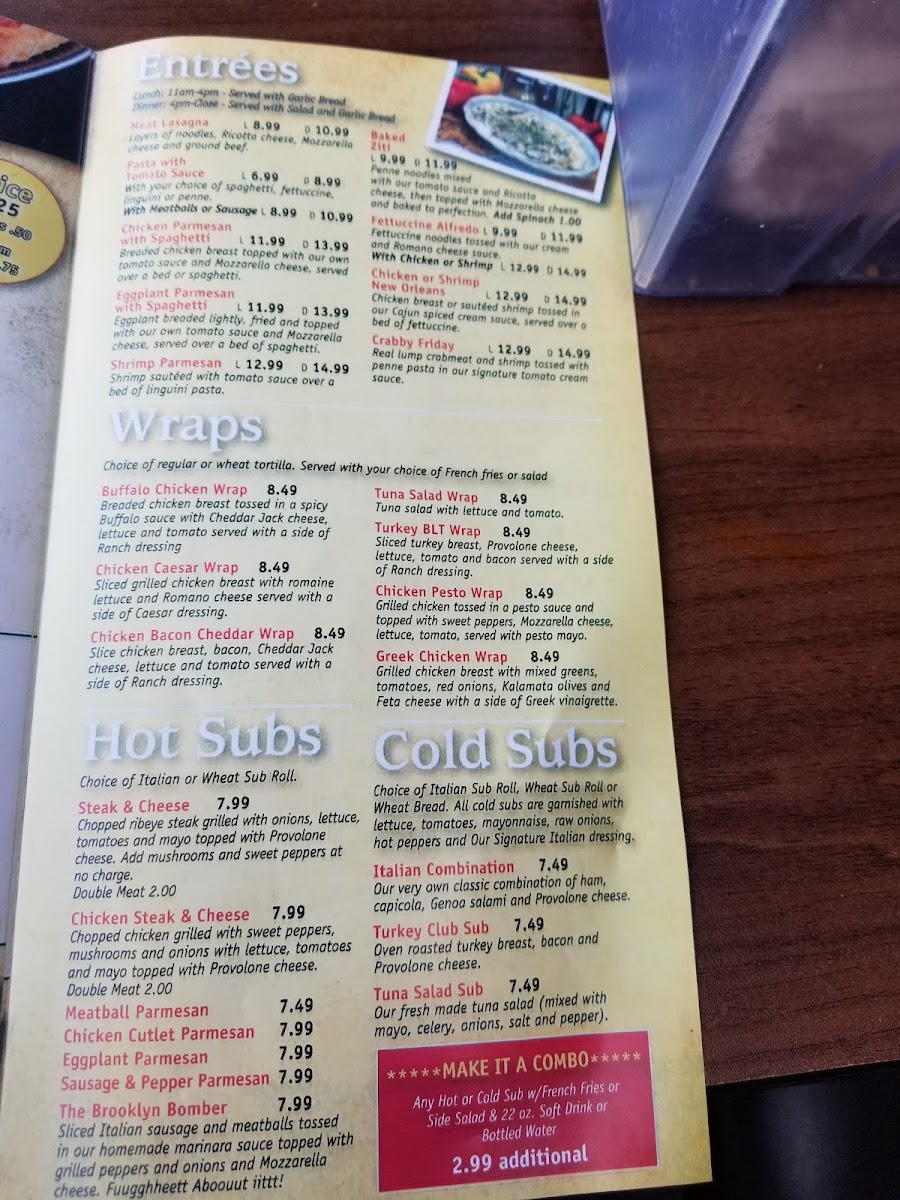 ice
25
s .50
m
.75
Entrées
Lunch: 11am-4pm - Served with Garlic Bread
Dinner: 4pm-Close - Served with Salad and Garlic Bread
Meat Lasagna L 8.99 D 10.99
Layers of noodles, Ricotta cheese, Mozzarella
cheese and ground beef.
Pasta with
Tomato Sauce L 6.99 D 8.99
With your choice of spaghetti, fettuccine,
linguini or penne.
With Meatballs or Sausage L 8.99 D 10.99
Chicken Parmesan
with Spaghetti L 11.99 D 13.99
Breaded chicken breast topped with our own
tomato sauce and Mozzarella cheese, served
over a bed or spaghetti.
Eggplant Parmesan
with Spaghetti L 11.99 D 13.99
Eggplant breaded lightly, fried and topped
with our own tomato sauce and Mozzarella
cheese, served over a bed of spaghetti.
Shrimp Parmesan L 12.99 D 14.99
Shrimp sautéed with tomato sauce over a
bed of linguini pasta.
Baked
Ziti
L 9.99 D 11.99
Penne noodles mixed
with our tomato sauce and Ricotta
cheese, then topped with Mozzarella cheese
and baked to perfection. Add Spinach 1.00
Fettuccine Alfredo L 9.99 D 11.99
Fettuccine noodles tossed with our cream
and Romano cheese sauce.
With Chicken or Shrimp L 12.99 D 14.99
Chicken or Shrimp
New Orleans L 12.99 D 14.99
Chicken breast or sautéed shrimp tossed in
our Cajun spiced cream sauce, served over a
bed of fettuccine.
Crabby Friday L 12.99 D 14.99
Real lump crabmeat and shrimp tossed with
penne pasta in our signature tomato cream
sauce.
Wraps
Choice of regular or wheat tortilla. Served with your choice of French fries or salad
Buffalo Chicken Wrap 8.49
Breaded chicken breast tossed in a spicy
Buffalo sauce with Cheddar Jack cheese,
lettuce and tomato served with a side of
Ranch dressing
Chicken Caesar Wrap 8.49
Sliced grilled chicken breast with romaine
lettuce and Romano cheese served with a
side of Caesar dressing.
Chicken Bacon Cheddar Wrap 8.49
Slice chicken breast, bacon, Cheddar Jack
cheese, lettuce and tomato served with a
side of Ranch dressing.
Tuna Salad Wrap 8.49
Tuna salad with lettuce and tomato.
Turkey BLT Wrap 8.49
Sliced turkey breast, Provolone cheese,
lettuce, tomato and bacon served with a side
of Ranch dressing.
Chicken Pesto Wrap 8.49
Grilled chicken tossed in a pesto sauce and
topped with sweet peppers, Mozzarella cheese,
lettuce, tomato, served with pesto mayo.
Greek Chicken Wrap 8.49
Grilled chicken breast with mixed greens,
tomatoes, red onions, Kalamata olives and
Feta cheese with a side of Greek vinaigrette.
Hot Subs
Choice of Italian or Wheat Sub Roll.
Steak & Cheese 7.99
Chopped ribeye steak grilled with onions, lettuce,
tomatoes and mayo topped with Provolone
cheese. Add mushrooms and sweet peppers at
no charge.
Double Meat 2.00
Chicken Steak & Cheese 7.99
Chopped chicken grilled with sweet peppers,
mushrooms and onions with lettuce, tomatoes
and mayo topped with Provolone cheese.
Double Meat 2.00
Meatball Parmesan 7.49
Chicken Cutlet Parmesan 7.99
Eggplant Parmesan 7.99
Sausage & Pepper Parmesan 7.99
The Brooklyn Bomber 7.99
Sliced Italian sausage and meatballs tossed
in our homemade marinara sauce topped with
grilled peppers and onions and Mozzarella
cheese. Fuugghheett Aboouut iittt!
Cold Subs
Choice of Italian Sub Roll, Wheat Sub Roll or
Wheat Bread. All cold subs are garnished with
lettuce, tomatoes, mayonnaise, raw onions,
hot peppers and Our Signature Italian dressing.
Italian Combination 7.49
Our very own classic combination of ham,
capicola, Genoa salami and Provolone cheese.
Turkey Club Sub 7.49
Oven roasted turkey breast, bacon and
Provolone cheese.
Tuna Salad Sub 7.49
Our fresh made tuna salad (mixed with
mayo, celery, onions, salt and pepper).
*****MAKE IT A COMBO*****
Any Hot or Cold Sub w/French Fries or
Side Salad & 22 oz. Soft Drink or
Bottled Water
2.99 additional